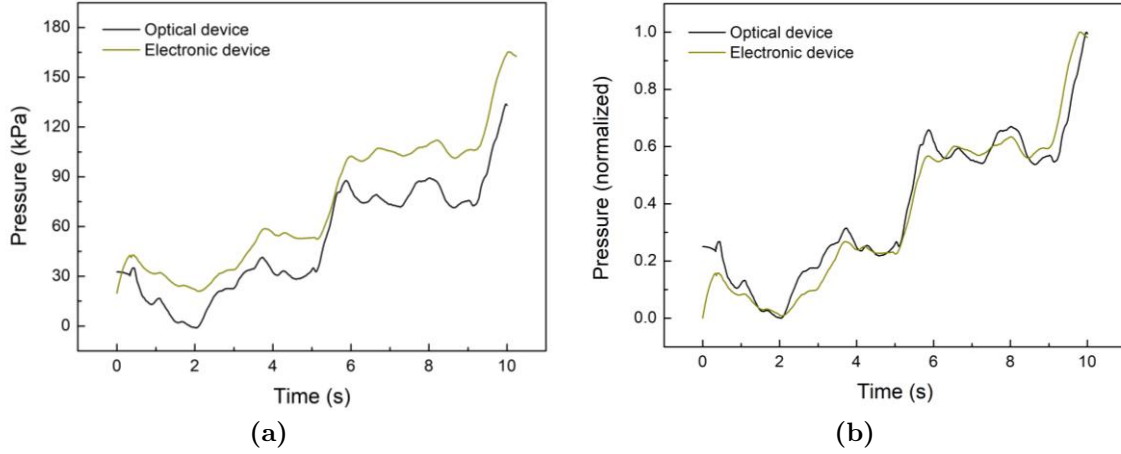 Optical device
Electronic device
Pressure (kPa)
180
150
120
90
60
30
0
0 2 4 6 8 10
Time (s)
(a)
Optical device
Electronic device
Pressure (normalized)
1.0
0.8
0.6
0.4
0.2
0.0
0 2 4 6 8 10
Time (s)
(b)